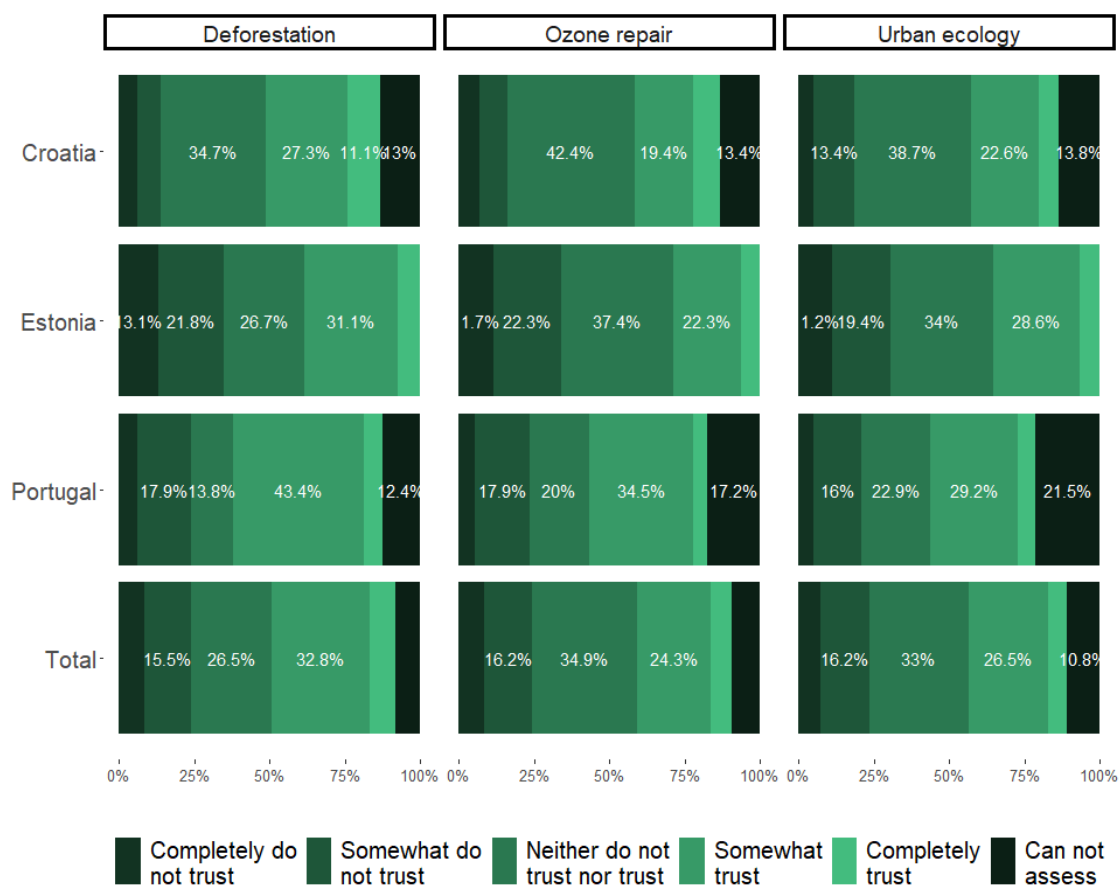 Deforestation Ozone repair Urban ecology
Croatia 34.7% 27.3% 11.1% 13% 42.4% 19.4% 13.4% 13.4% 38.7% 22.6% 13.8%
Estonia 13.1% 21.8% 26.7% 31.1% 1.7% 22.3% 37.4% 22.3% 1.2% 19.4% 34% 28.6%
Portugal 17.9% 13.8% 43.4% 12.4% 17.9% 20% 34.5% 17.2% 16% 22.9% 29.2% 21.5%
Total 15.5% 26.5% 32.8% 16.2% 34.9% 24.3% 16.2% 33% 26.5% 10.8%
0% 25% 50% 75% 100% 0% 25% 50% 75% 100% 0% 25% 50% 75% 100%
Completely do Somewhat do Neither do not Somewhat Completely Can not
not trust not trust trust nor trust trust trust assess